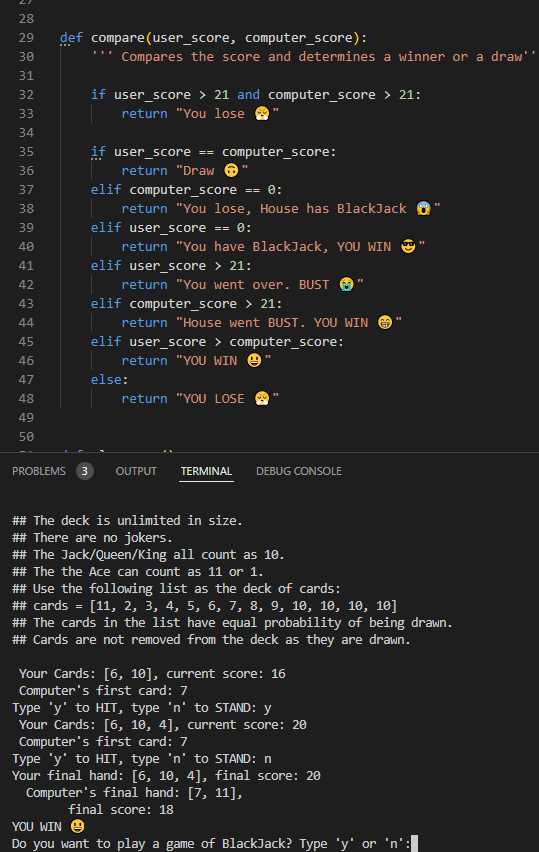 27
28
29 def compare(user_score, computer_score):
30 ''' Compares the score and determines a winner or a draw''
31
32 if user_score > 21 and computer_score > 21:
33 return "You lose 😤"
34
35 if user_score == computer_score:
36 return "Draw 🙃"
37 elif computer_score == 0:
38 return "You lose, House has BlackJack 😱"
39 elif user_score == 0:
40 return "You have BlackJack, YOU WIN 😎"
41 elif user_score > 21:
42 return "You went over. BUST 😭"
43 elif computer_score > 21:
44 return "House went BUST. YOU WIN 😁"
45 elif user_score > computer_score:
46 return "YOU WIN 😃"
47 else:
48 return "YOU LOSE 😤"
49
50
PROBLEMS 3 OUTPUT TERMINAL DEBUG CONSOLE
## The deck is unlimited in size.
## There are no jokers.
## The Jack/Queen/King all count as 10.
## The the Ace can count as 11 or 1.
## Use the following list as the deck of cards:
## cards = [11, 2, 3, 4, 5, 6, 7, 8, 9, 10, 10, 10, 10]
## The cards in the list have equal probability of being drawn.
## Cards are not removed from the deck as they are drawn.
Your Cards: [6, 10], current score: 16
Computer's first card: 7
Type 'y' to HIT, type 'n' to STAND: y
Your Cards: [6, 10, 4], current score: 20
Computer's first card: 7
Type 'y' to HIT, type 'n' to STAND: n
Your final hand: [6, 10, 4], final score: 20
Computer's final hand: [7, 11],
final score: 18
YOU WIN 😃
Do you want to play a game of BlackJack? Type 'y' or 'n':